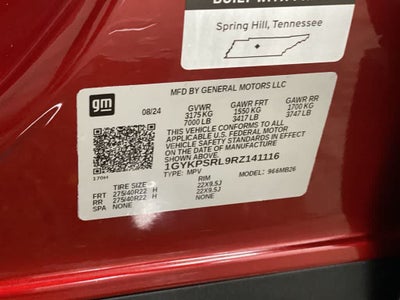 Spring Hill, Tennessee
gm
MFD BY GENERAL MOTORS LLC
08/24 GVWR GAWR FRT GAWR RR
3175 KG 1550 KG 1700 KG
7000 LB 3417 LB 3747 LB
THIS VEHICLE CONFORMS TO ALL
APPLICABLE U.S. FEDERAL MOTOR
VEHICLE SAFETY STANDARDS IN
EFFECT ON THE DATE OF
MANUFACTURE SHOWN ABOVE.
1GYKPSRL9RZ141116
TYPE: MPV MODEL: 966MB26
170H
TIRE SIZE RIM
FRT 275/40R22 H 22X9.5J
RR 275/40R22 H 22X9.5J
SPA NONE NONE